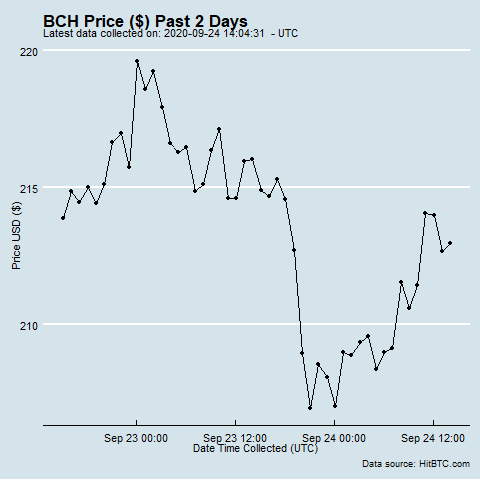 BCH Price ($) Past 2 Days
Latest data collected on: 2020-09-24 14:04:31  - UTC
220
215
210
Price USD ($)
Sep 23 00:00
Sep 23 12:00
Sep 24 00:00
Sep 24 12:00
Date Time Collected (UTC)
Data source: HitBTC.com